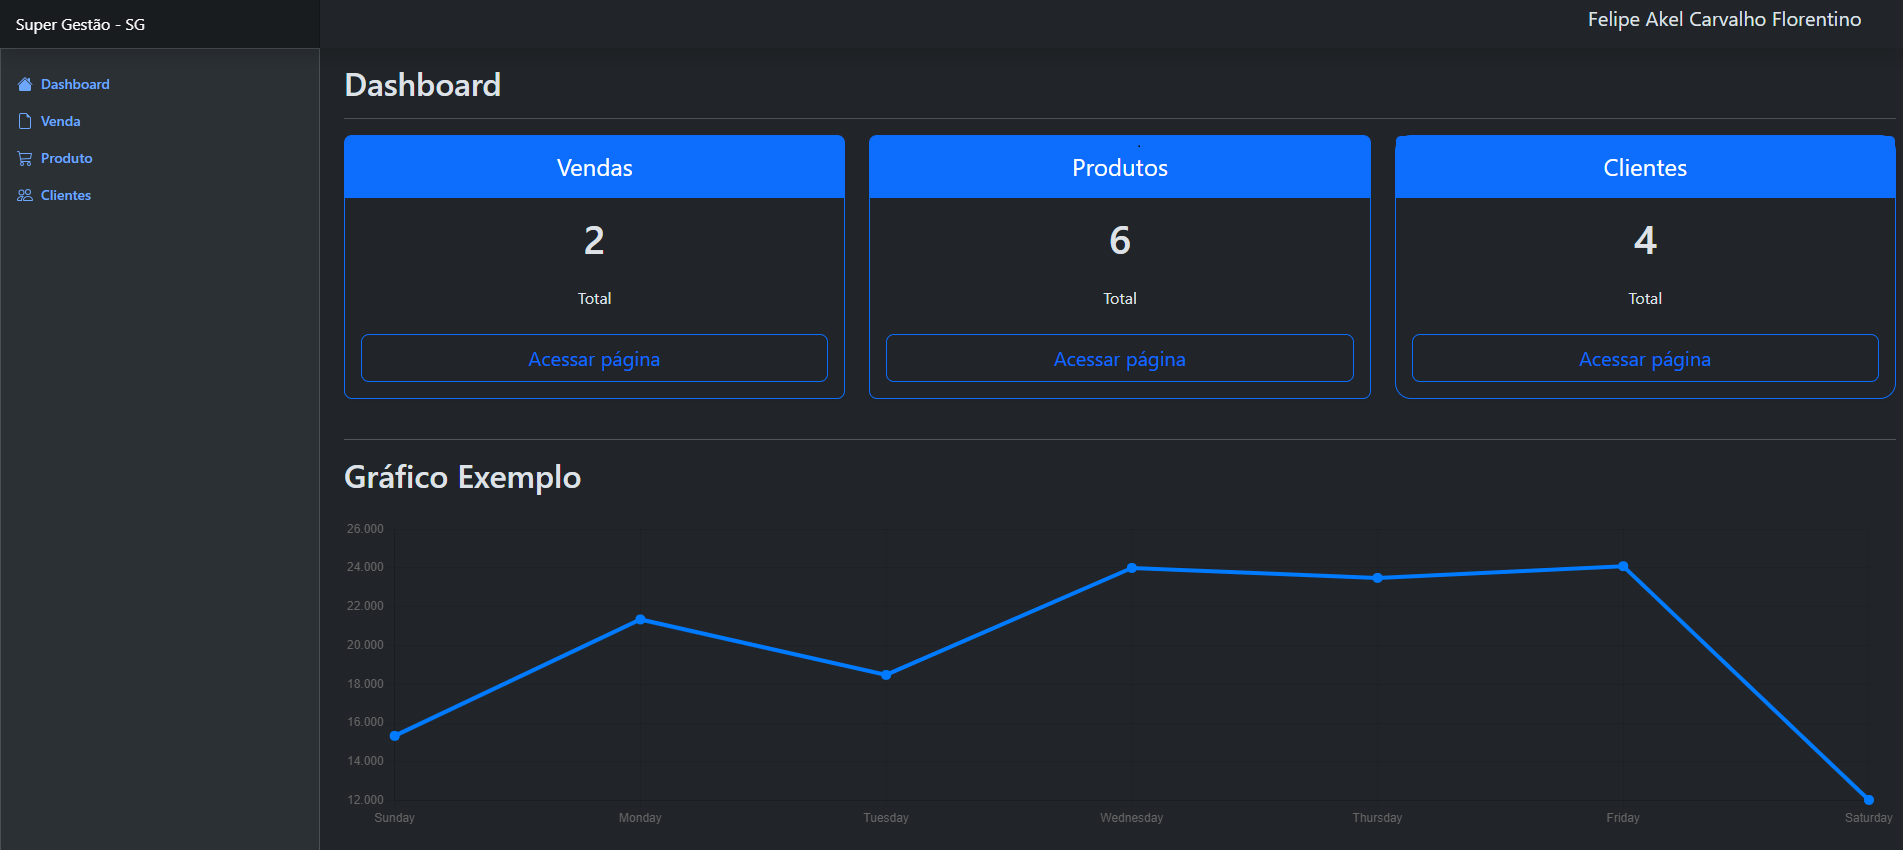 Super Gestão - SG
Felipe Akel Carvalho Florentino
Dashboard
Venda
Produto
Clientes
Dashboard
Vendas
2
Total
Acessar página
Produtos
6
Total
Acessar página
Clientes
4
Total
Acessar página
Gráfico Exemplo
26.000
24.000
22.000
20.000
18.000
16.000
14.000
12.000
Sunday Monday Tuesday Wednesday Thursday Friday Saturday